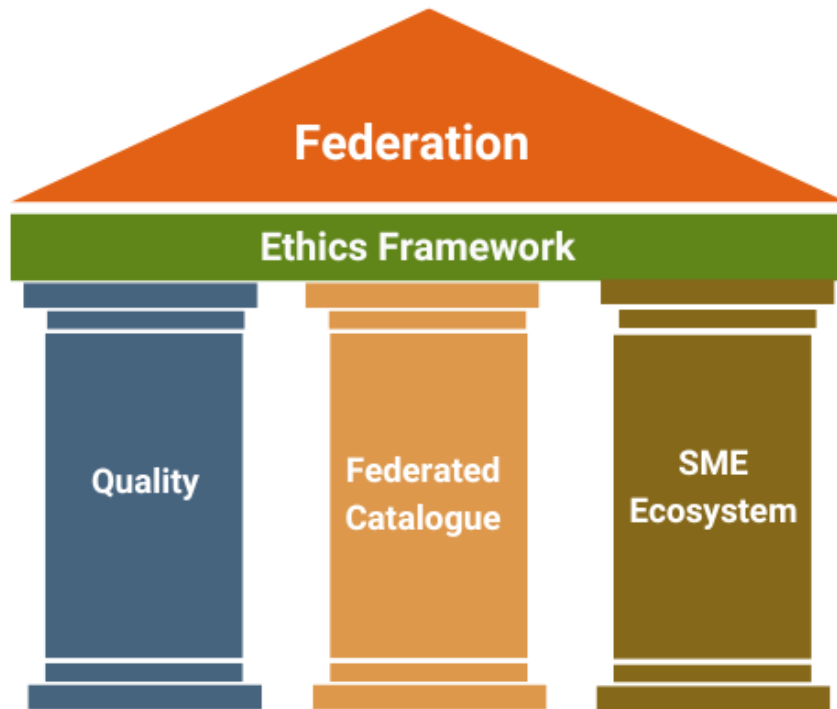 Federation
Ethics Framework
Quality
Federated
Catalogue
SME
Ecosystem